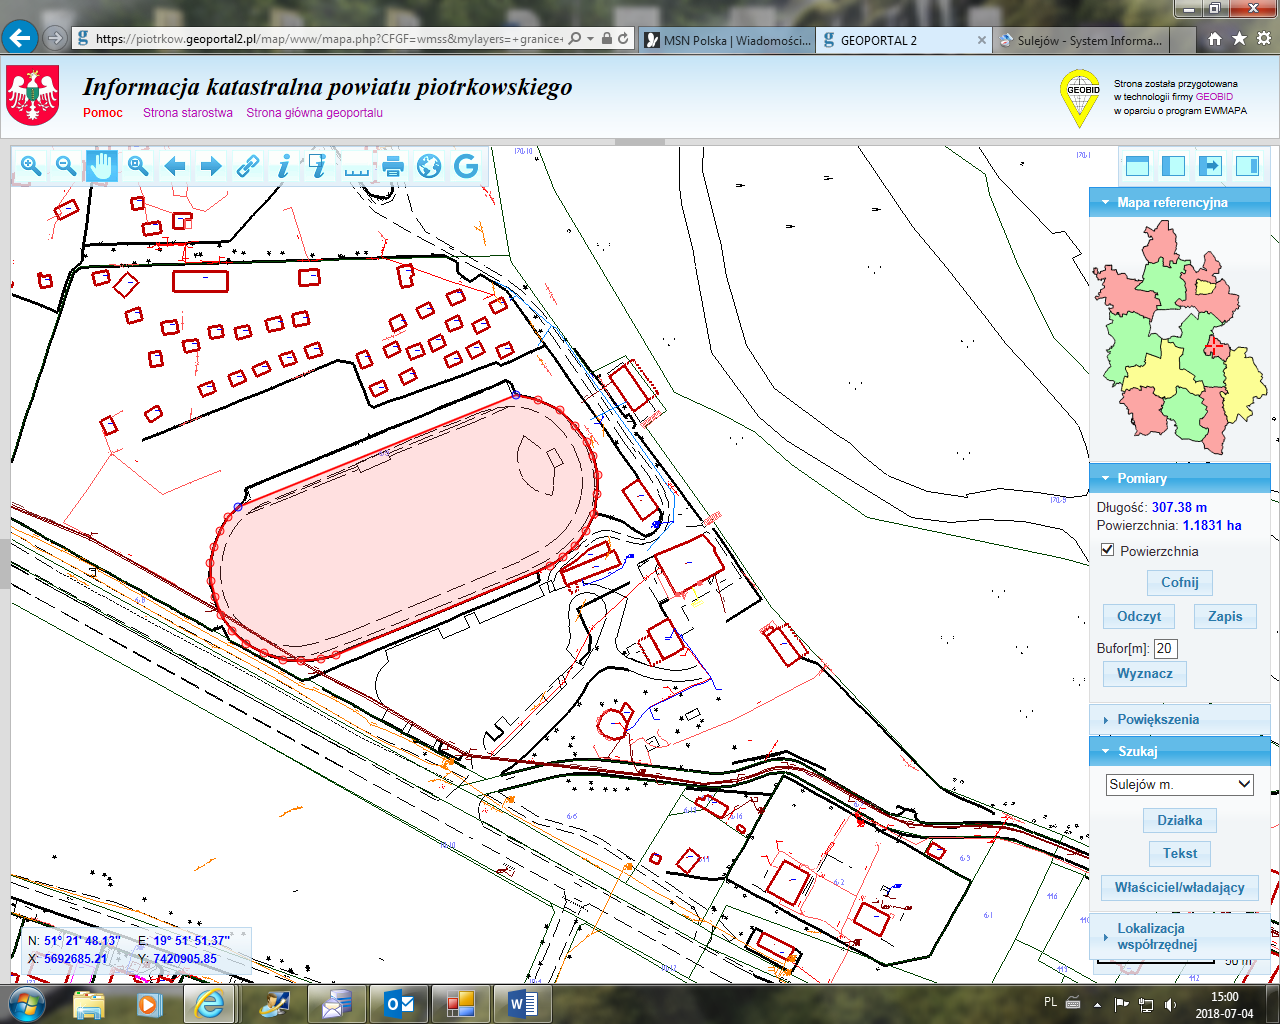 https://piotrkow.geoportal2.pl/map/www/mapa.php?CFGF=wmss&mylayers=+granice+
MSN Polska | Wiadomości...
GEOPORTAL 2
Sulejów - System Informa...
Informacja katastralna powiatu piotrkowskiego
Pomoc Strona starostwa Strona główna geoportalu
GEOBID
Strona została przygotowana
w technologii firmy GEOBID
w oparciu o program EWMAPA
Mapa referencyjna
Pomiary
Długość: 307.38 m
Powierzchnia: 1.1831 ha
Powierzchnia
Cofnij
Odczyt Zapis
Bufor[m]: 20
Wyznacz
Powiększenia
Szukaj
Sulejów m.
Działka
Tekst
Właściciel/władający
Lokalizacja
współrzędnej
50 m
N: 51° 21' 48.13" E: 19° 51' 51.37"
X: 5692685.21 Y: 7420905.85
PL
15:00
2018-07-04